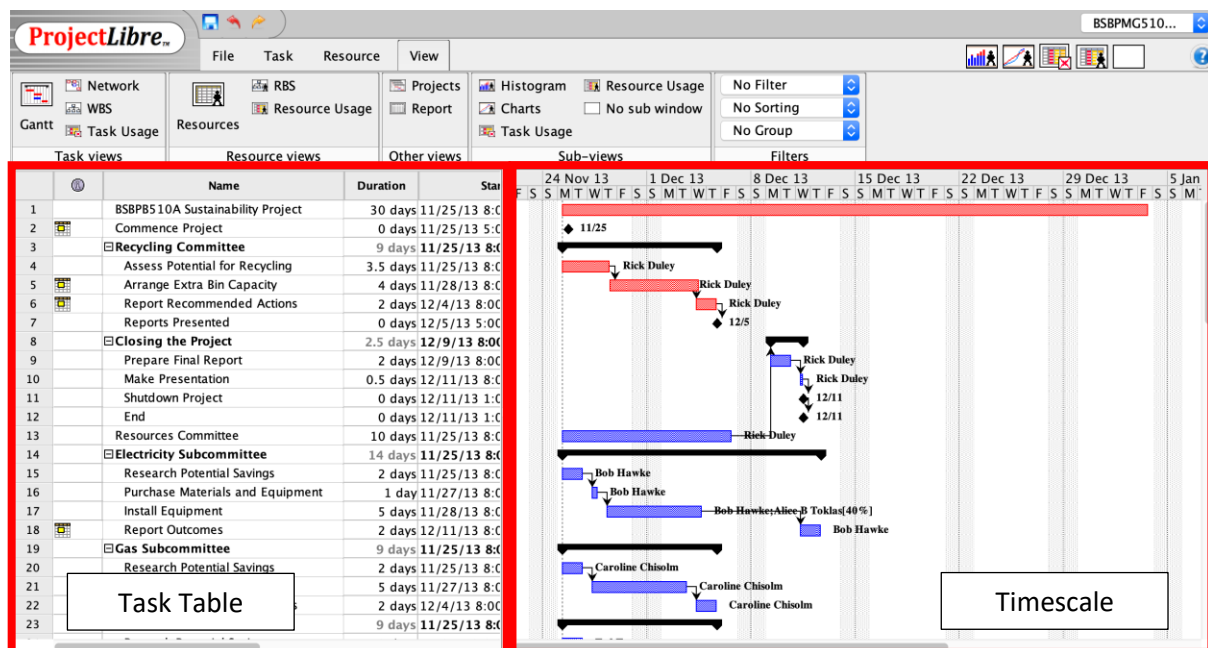 ProjectLibre™
BSBPMG510...
File Task Resource View
Network RBS Projects Histogram Resource Usage No Filter
WBS Resource Usage Report Charts No sub window No Sorting
Gantt Task Usage Resources Task Usage No Group
Task views Resource views Other views Sub-views Filters
Name Duration Star
24 Nov 13 1 Dec 13 8 Dec 13 15 Dec 13 22 Dec 13 29 Dec 13 5 Jan
F S S M T W T F S S M T W T F S S M T W T F S S M T W T F S S M T W T F S S M T W T F S S M
1 BSBPB510A Sustainability Project 30 days 11/25/13 8:0
2 Commence Project 0 days 11/25/13 5:0 11/25
3 Recycling Committee 9 days 11/25/13 8:0
4 Assess Potential for Recycling 3.5 days 11/25/13 8:0 Rick Duley
5 Arrange Extra Bin Capacity 4 days 11/28/13 8:0 Rick Duley
6 Report Recommended Actions 2 days 12/4/13 8:00 Rick Duley
7 Reports Presented 0 days 12/5/13 5:00 12/5
8 Closing the Project 2.5 days 12/9/13 8:00
9 Prepare Final Report 2 days 12/9/13 8:00 Rick Duley
10 Make Presentation 0.5 days 12/11/13 8:0 Rick Duley
11 Shutdown Project 0 days 12/11/13 1:0 12/11
12 End 0 days 12/11/13 1:0 12/11
13 Resources Committee 10 days 11/25/13 8:0 Rick Duley
14 Electricity Subcommittee 14 days 11/25/13 8:0
15 Research Potential Savings 2 days 11/25/13 8:0 Bob Hawke
16 Purchase Materials and Equipment 1 day 11/27/13 8:0 Bob Hawke
17 Install Equipment 5 days 11/28/13 8:0 Bob Hawke;Alice B Toklas[40%]
18 Report Outcomes 2 days 12/11/13 8:0 Bob Hawke
19 Gas Subcommittee 9 days 11/25/13 8:0
20 Research Potential Savings 2 days 11/25/13 8:0 Caroline Chisolm
21 5 days 11/27/13 8:0 Caroline Chisolm
22 2 days 12/4/13 8:00 Caroline Chisolm
23 9 days 11/25/13 8:0
Task Table
Timescale